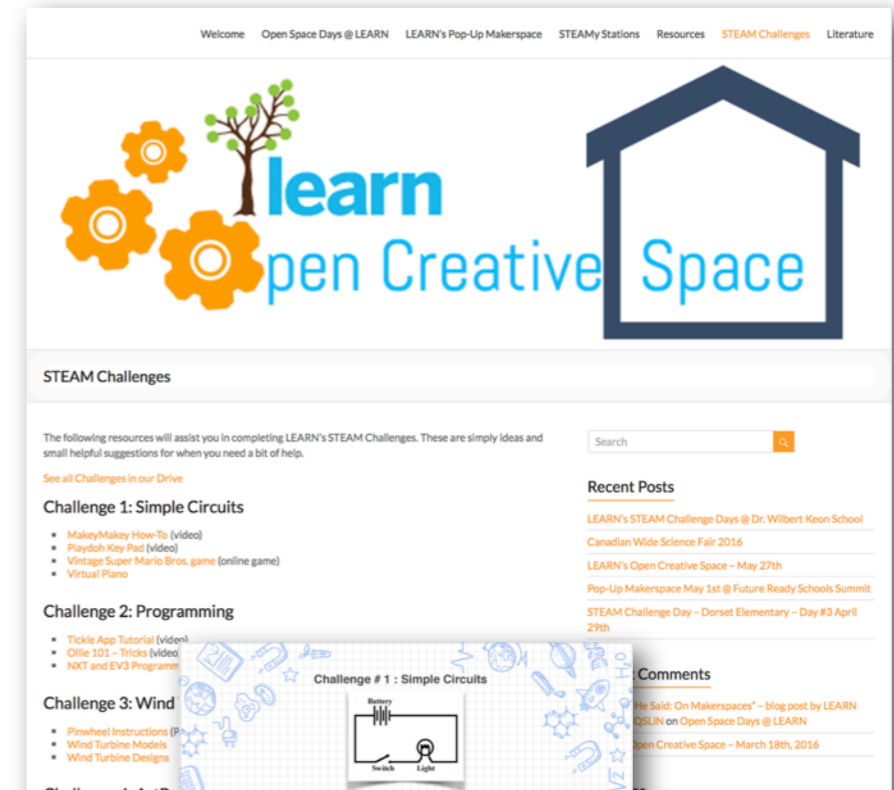 Welcome Open Space Days @ LEARN LEARN's Pop-Up Makerspace STEAMy Stations Resources STEAM Challenges Literature
learn
pen Creative Space
STEAM Challenges
The following resources will assist you in completing LEARN's STEAM Challenges. These are simply ideas and
small helpful suggestions for when you need a bit of help.
See all Challenges in our Drive
Challenge 1: Simple Circuits
MakeyMakey How-To (video)
Playdoh Key Pad (video)
Vintage Super Mario Bros. game (online game)
Virtual Piano
Challenge 2: Programming
Tickle App Tutorial (video)
Ollie 101 – Tricks (video
NXT and EV3 Programm
Challenge 3: Wind
Pinwheel Instructions (P
Wind Turbine Models
Wind Turbine Designs
Search
Recent Posts
LEARN's STEAM Challenge Days @ Dr. Wilbert Keon School
Canadian Wide Science Fair 2016
LEARN's Open Creative Space – May 27th
Pop-Up Makerspace May 1st @ Future Ready Schools Summit
STEAM Challenge Day – Dorset Elementary – Day #3 April
29th
Comments
He Said: On Makerspaces" – blog post by LEARN
QSLiN on Open Space Days @ LEARN
Open Creative Space – March 18th, 2016
Challenge # 1 : Simple Circuits
Battery
Switch Light